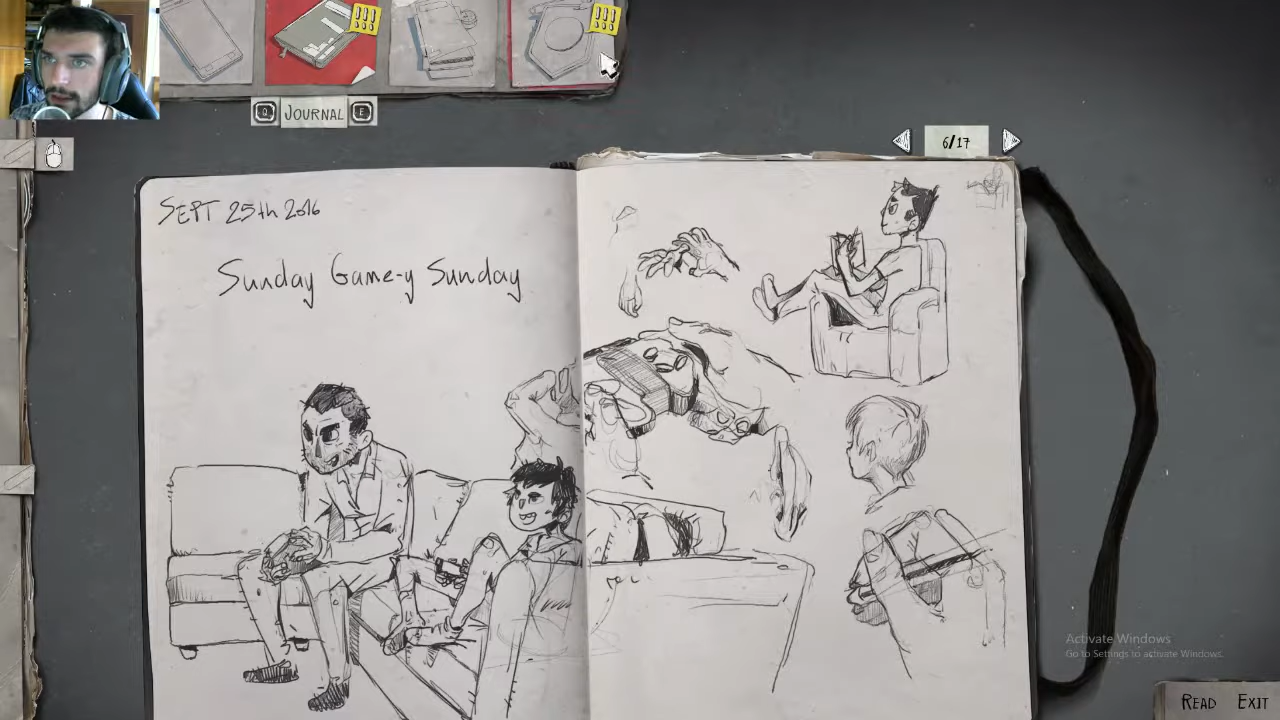 Q JOURNAL E
6/17
SEPT 25th 2016
Sunday Game-y Sunday
Activate Windows
Go to Settings to activate Windows.
READ EXIT